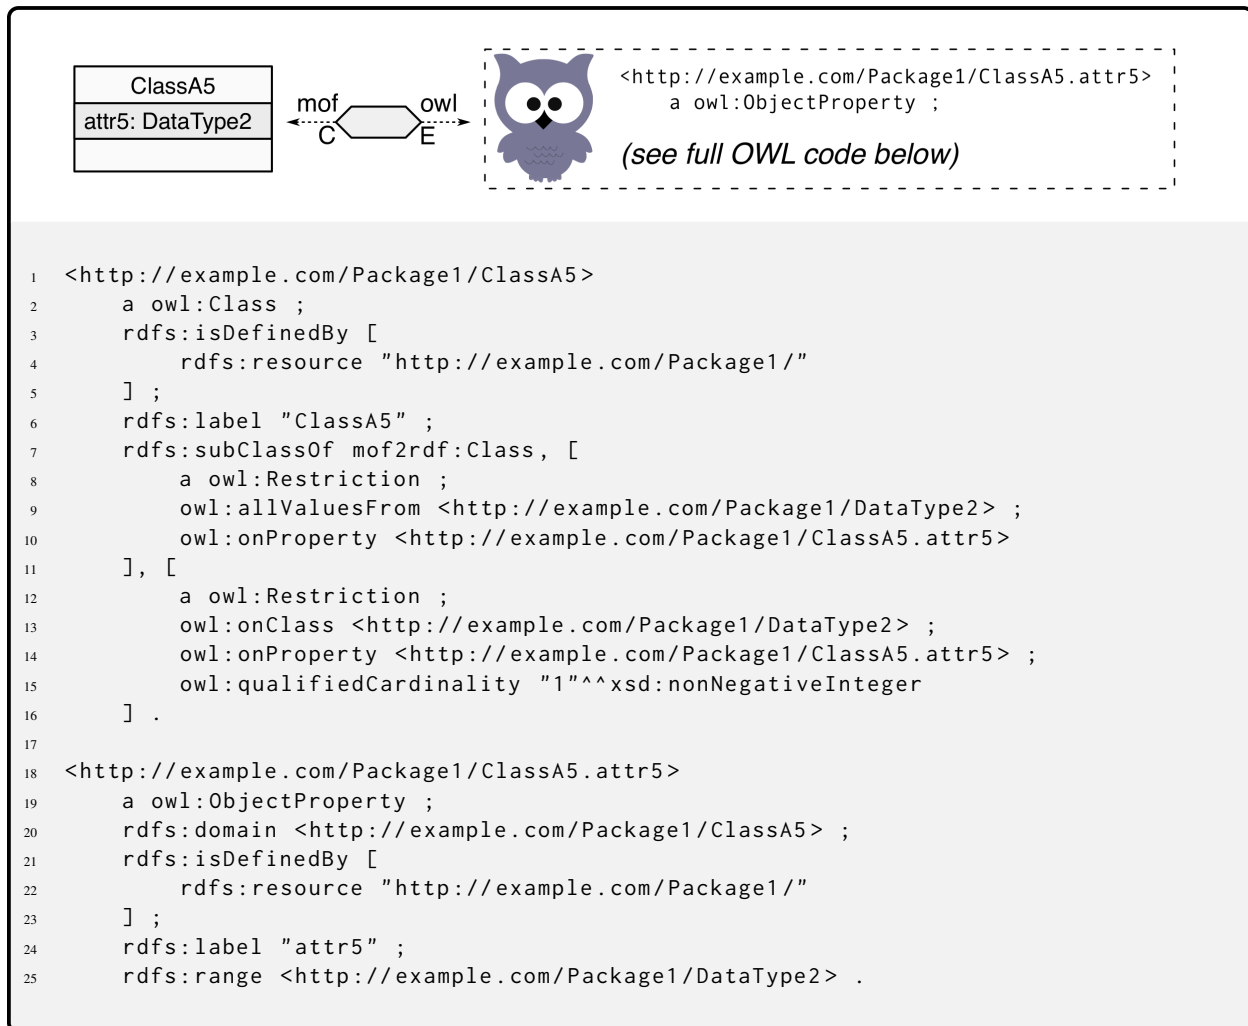 ClassA5
attr5: DataType2
mof
owl
C
E
<http://example.com/Package1/ClassA5.attr5>
    a owl:ObjectProperty ;
(see full OWL code below)
1 <http://example.com/Package1/ClassA5>
2     a owl:Class ;
3     rdfs:isDefinedBy [
4         rdfs:resource "http://example.com/Package1/"
5     ] ;
6     rdfs:label "ClassA5" ;
7     rdfs:subClassOf mof2rdf:Class, [
8         a owl:Restriction ;
9         owl:allValuesFrom <http://example.com/Package1/DataType2> ;
10         owl:onProperty <http://example.com/Package1/ClassA5.attr5>
11     ], [
12         a owl:Restriction ;
13         owl:onClass <http://example.com/Package1/DataType2> ;
14         owl:onProperty <http://example.com/Package1/ClassA5.attr5> ;
15         owl:qualifiedCardinality "1"^^xsd:nonNegativeInteger
16     ] .
17
18 <http://example.com/Package1/ClassA5.attr5>
19     a owl:ObjectProperty ;
20     rdfs:domain <http://example.com/Package1/ClassA5> ;
21     rdfs:isDefinedBy [
22         rdfs:resource "http://example.com/Package1/"
23     ] ;
24     rdfs:label "attr5" ;
25     rdfs:range <http://example.com/Package1/DataType2> .